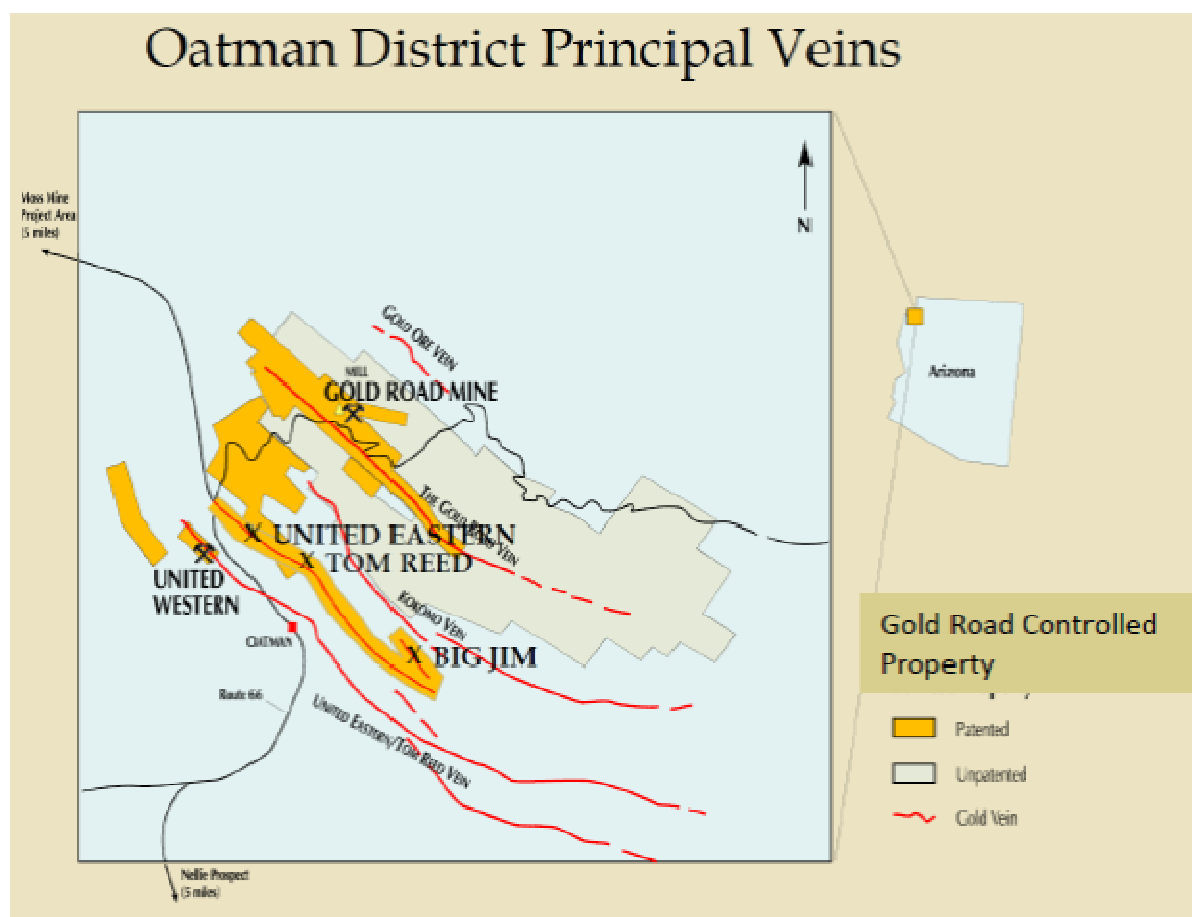 Oatman District Principal Veins
Moss Mine
Project Area
(5 miles)
N
GOLD ORE VEIN
MILL
GOLD ROAD MINE
Arizona
THE GOLD ROAD VEIN
X UNITED EASTERN
X TOM REED
UNITED
WESTERN
KOKOMO VEIN
OATMAN
X BIG JIM
Route 66
UNITED EASTERN/TOM REED VEIN
Gold Road Controlled
Property
Patented
Unpatented
Gold Vein
Nellie Prospect
(5 miles)